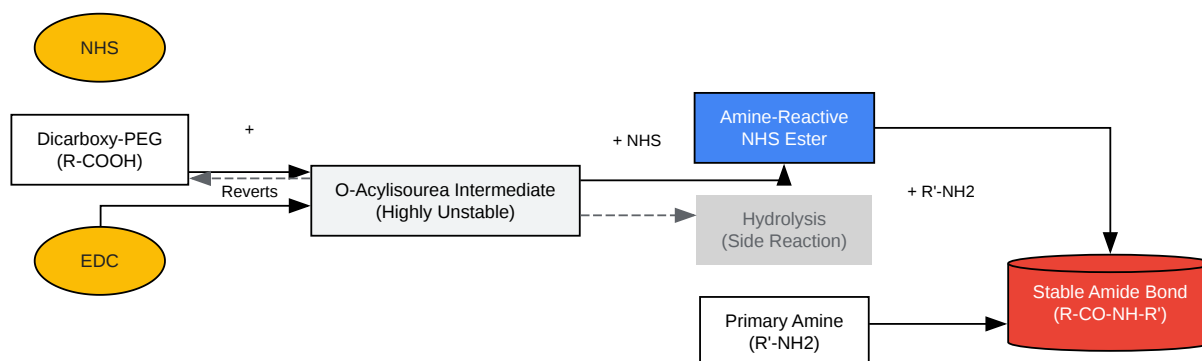 NHS
Dicarboxy-PEG
(R-COOH)
+
Reverts
EDC
O-Acylisourea Intermediate
(Highly Unstable)
+ NHS
Amine-Reactive
NHS Ester
Hydrolysis
(Side Reaction)
+ R'-NH2
Primary Amine
(R'-NH2)
Stable Amide Bond
(R-CO-NH-R')